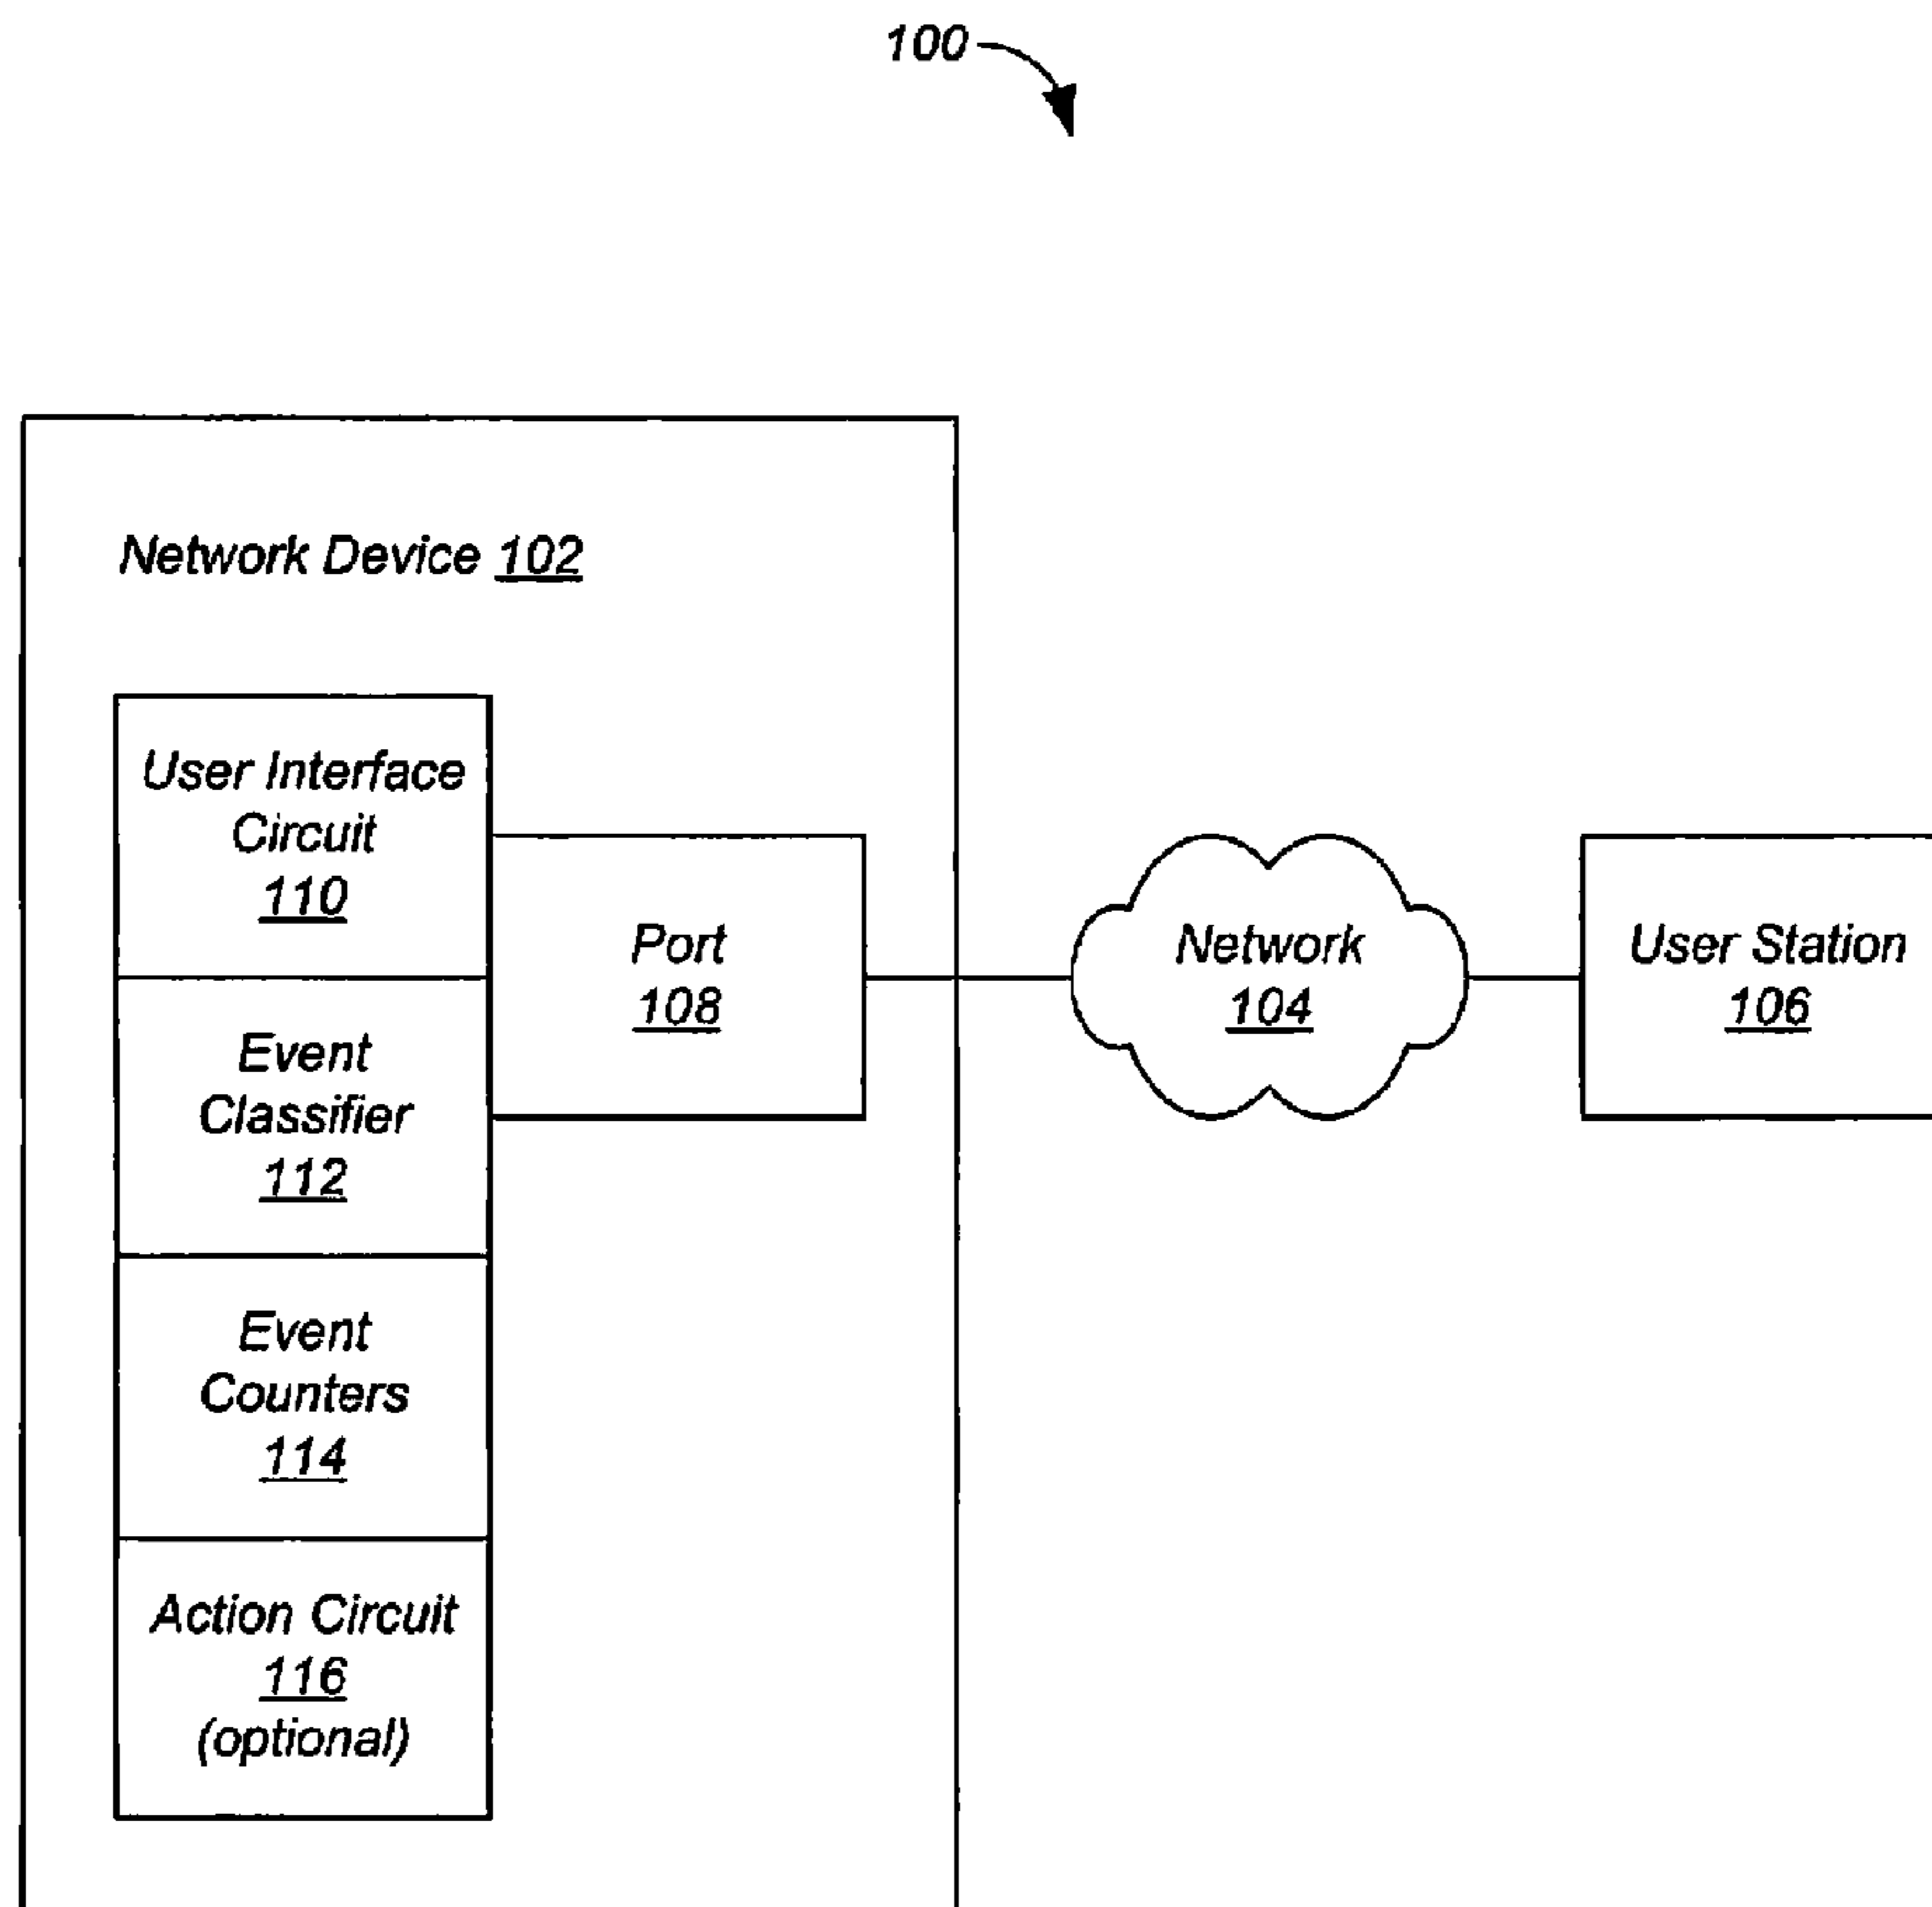 100
Network Device 102
User Interface
Circuit
110
Event
Classifier
112
Event
Counters
114
Action Circuit
116
(optional)
Port
108
Network
104
User Station
106